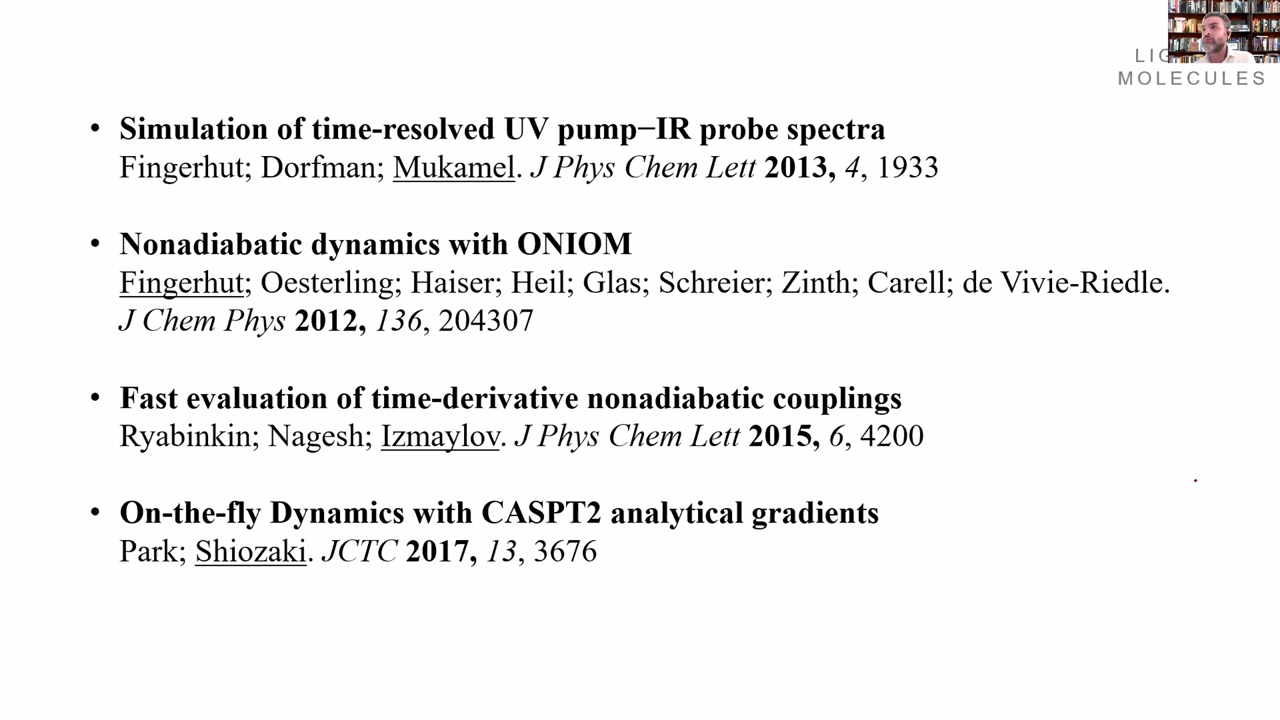 LIG
MOLECULES
• Simulation of time-resolved UV pump−IR probe spectra
Fingerhut; Dorfman; Mukamel. J Phys Chem Lett 2013, 4, 1933
• Nonadiabatic dynamics with ONIOM
Fingerhut; Oesterling; Haiser; Heil; Glas; Schreier; Zinth; Carell; de Vivie-Riedle.
J Chem Phys 2012, 136, 204307
• Fast evaluation of time-derivative nonadiabatic couplings
Ryabinkin; Nagesh; Izmaylov. J Phys Chem Lett 2015, 6, 4200
• On-the-fly Dynamics with CASPT2 analytical gradients
Park; Shiozaki. JCTC 2017, 13, 3676